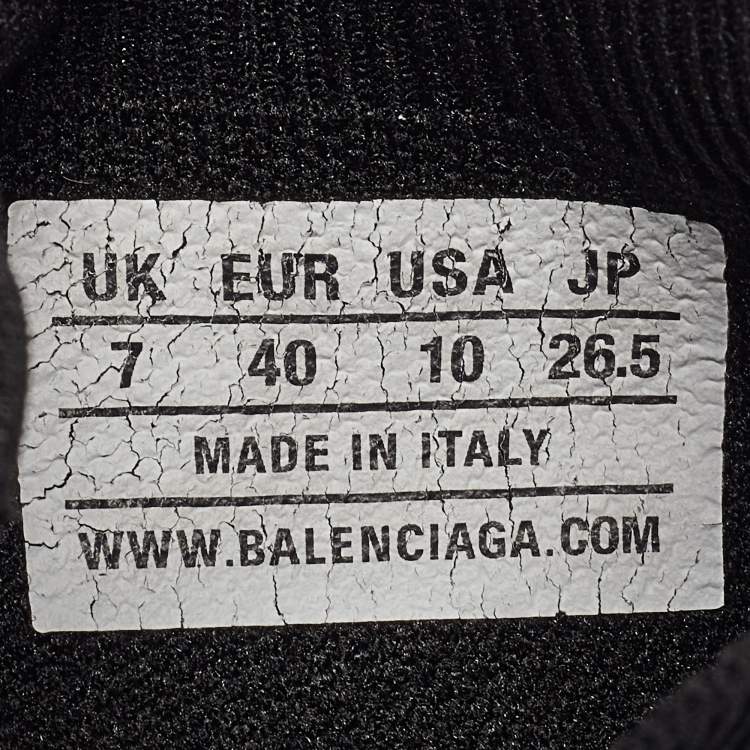 UK EUR USA JP
7 40 10 26.5
MADE IN ITALY
WWW.BALENCIAGA.COM